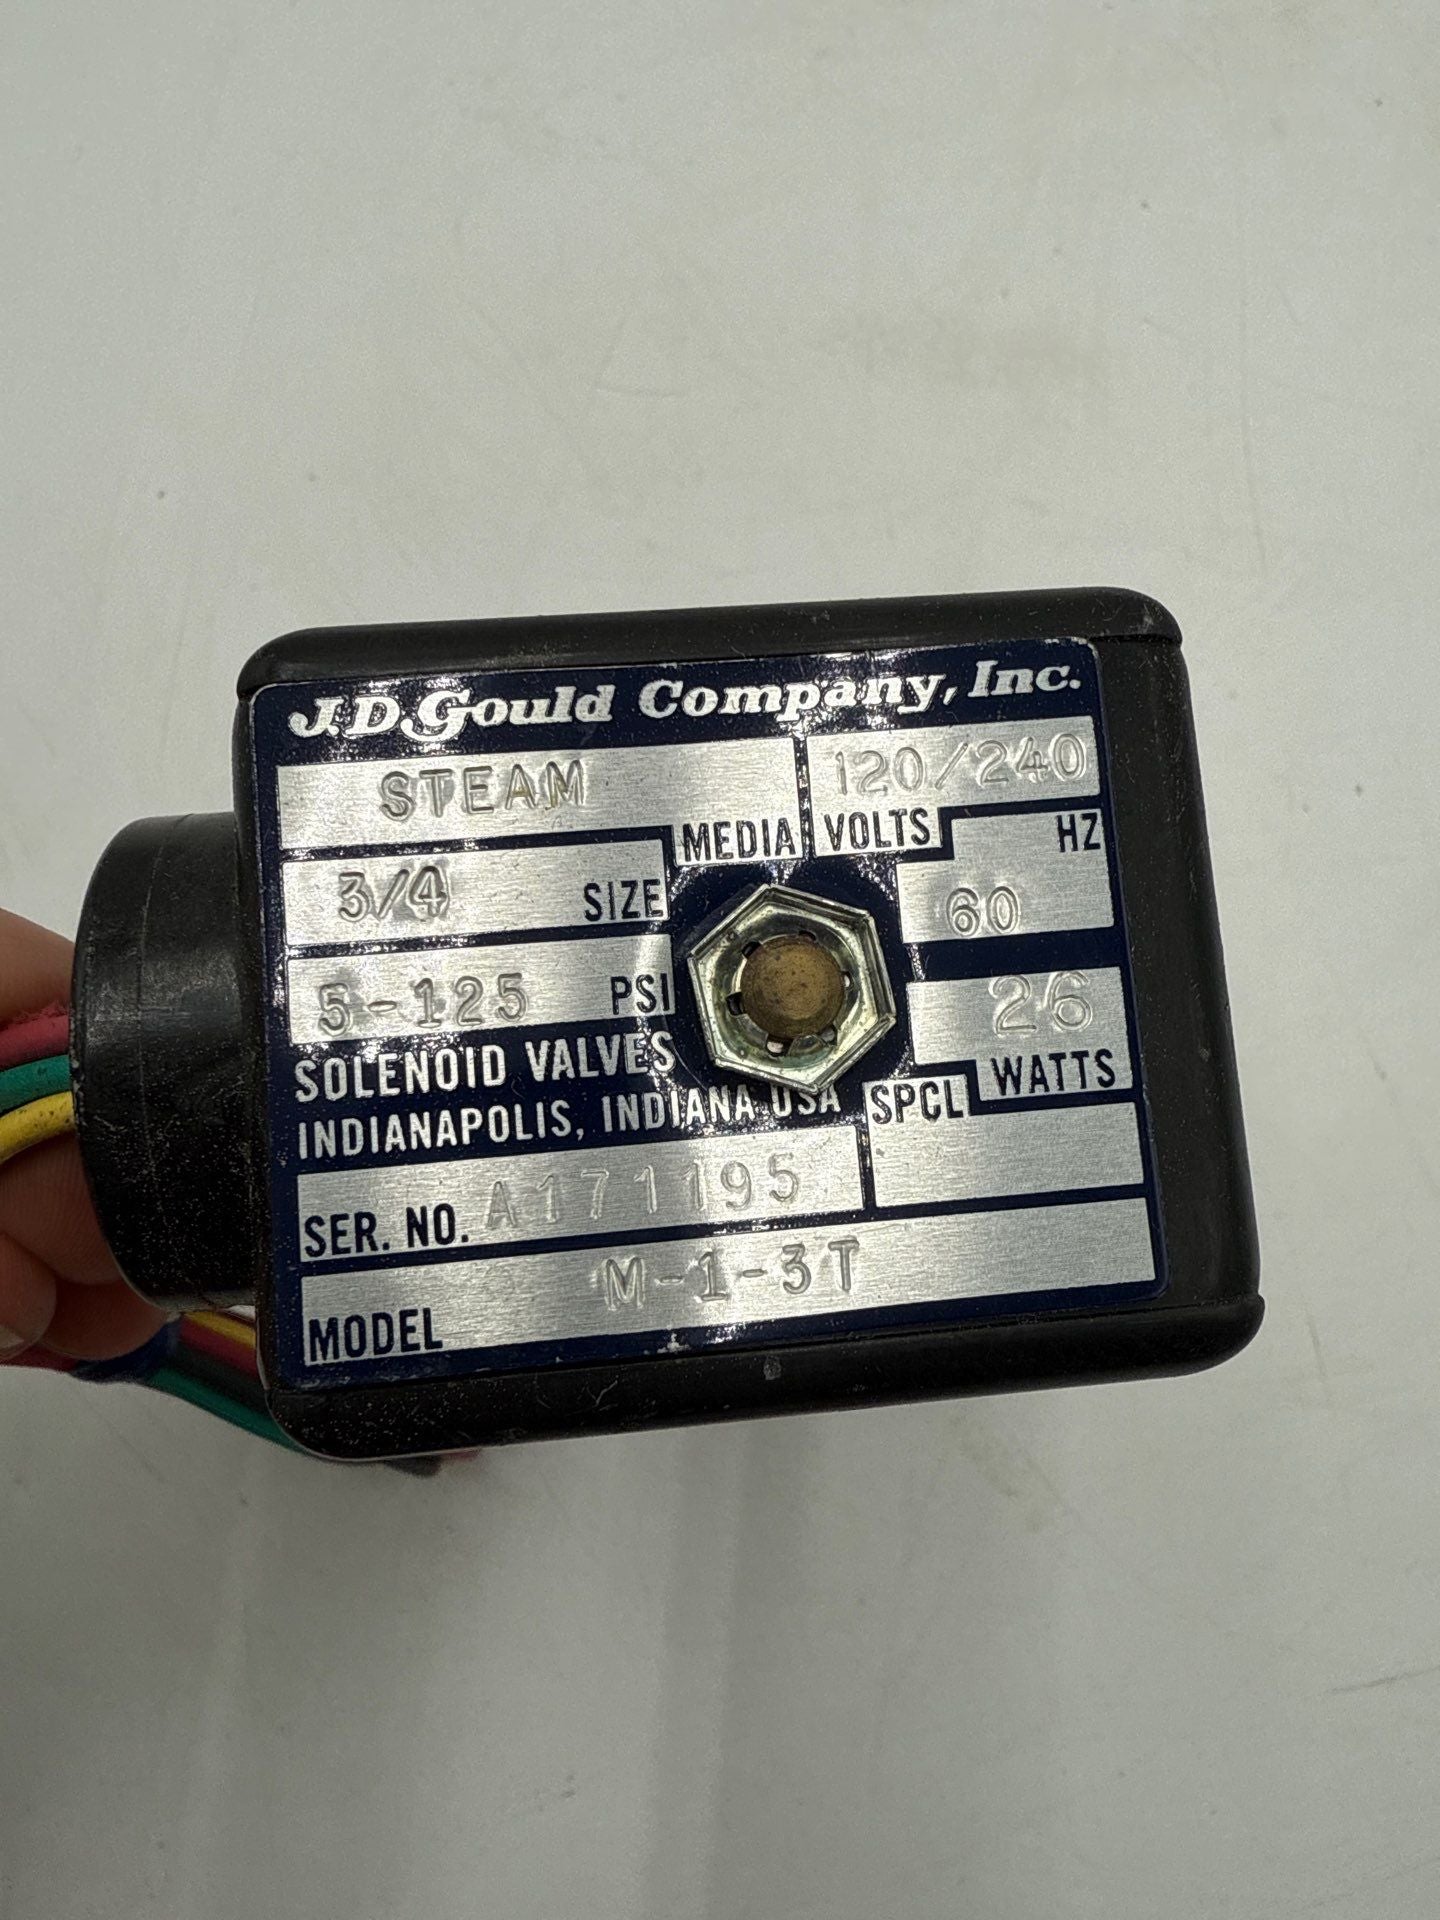 J.D. Gould Company, Inc.
STEAM
MEDIA
120/240
VOLTS
HZ
60
3/4 SIZE
5-125 PSI
26
WATTS
SOLENOID VALVES
INDIANAPOLIS, INDIANA USA
SPCL
SER. NO. A171195
MODEL M-1-3T